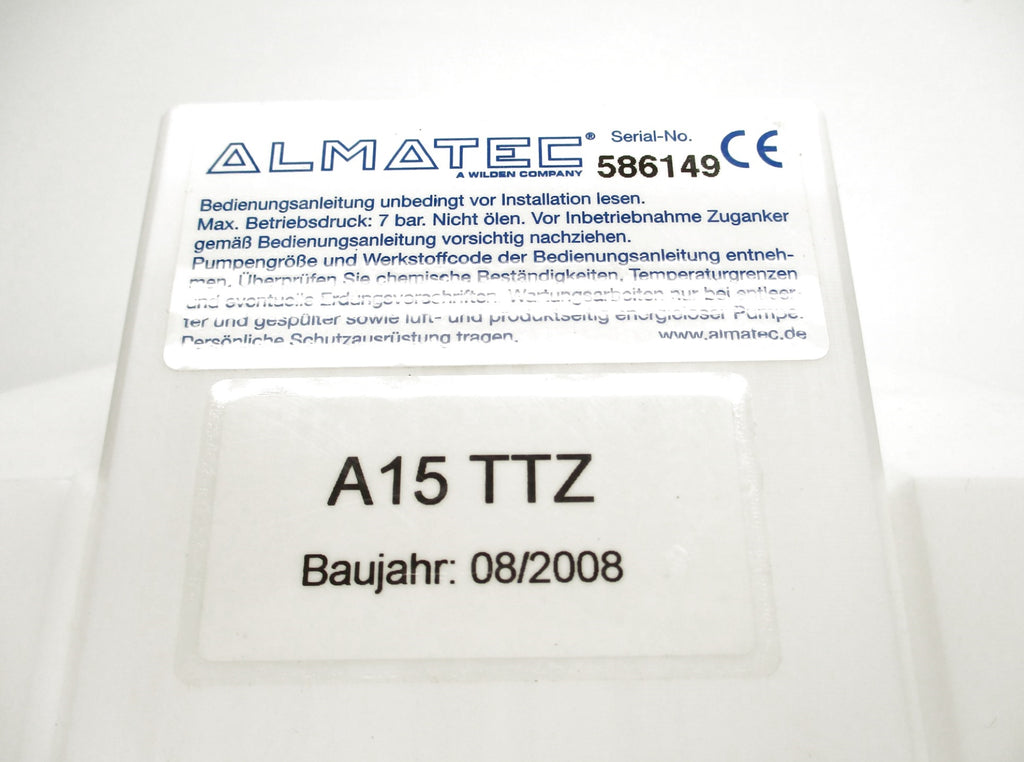 ALMATEC® Serial-No. CE
A WILDEN COMPANY 586149
Bedienungsanleitung unbedingt vor Installation lesen.
Max. Betriebsdruck: 7 bar. Nicht ölen. Vor Inbetriebnahme Zuganker
gemäß Bedienungsanleitung vorsichtig nachziehen.
Pumpengröße und Werkstoffcode der Bedienungsanleitung entneh-
men. Überprüfen Sie chemische Beständigkeiten, Temperaturgrenzen
und eventuelle Erdungsvorschriften. Wartungsarbeiten nur bei entleer-
ter und gespülter sowie luft- und produktseitig energieloser Pumpe.
Persönliche Schutzausrüstung tragen. www.almatec.de
A15 TTZ
Baujahr: 08/2008